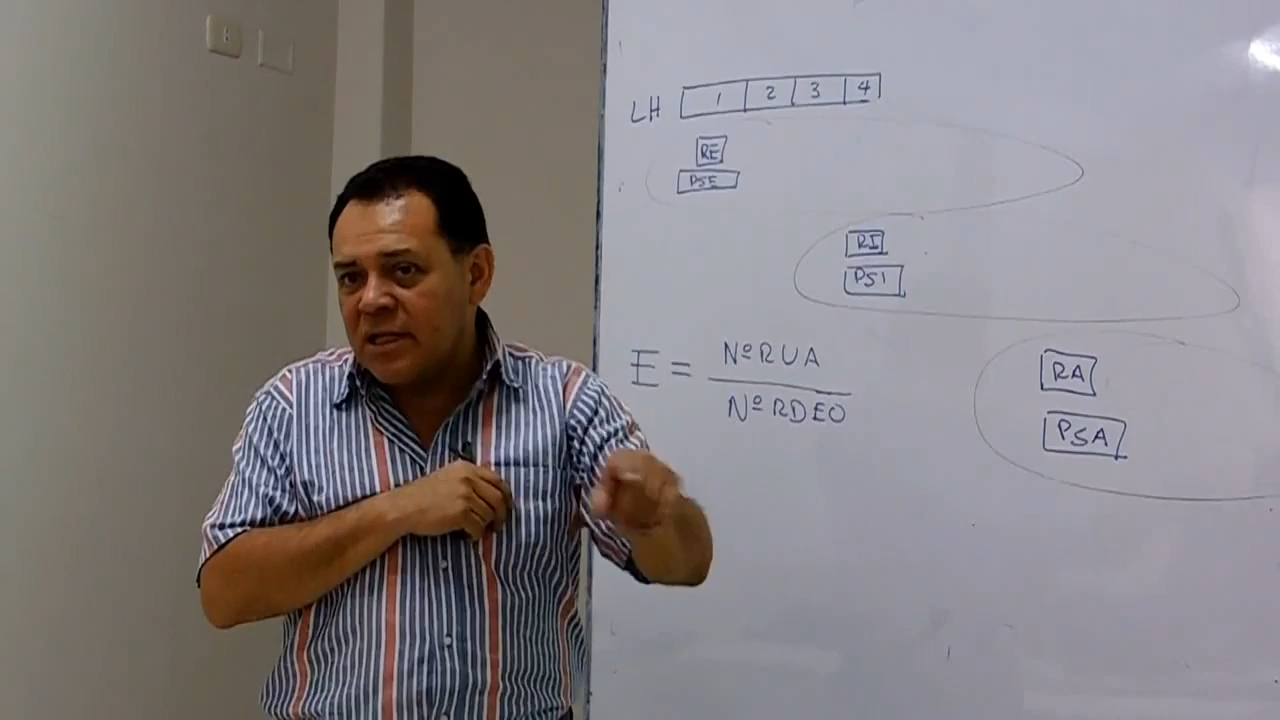 LH 1 2 3 4
RE
PSE
RI
PSI
E = NºRUA
NºRDEO
RA
PSA